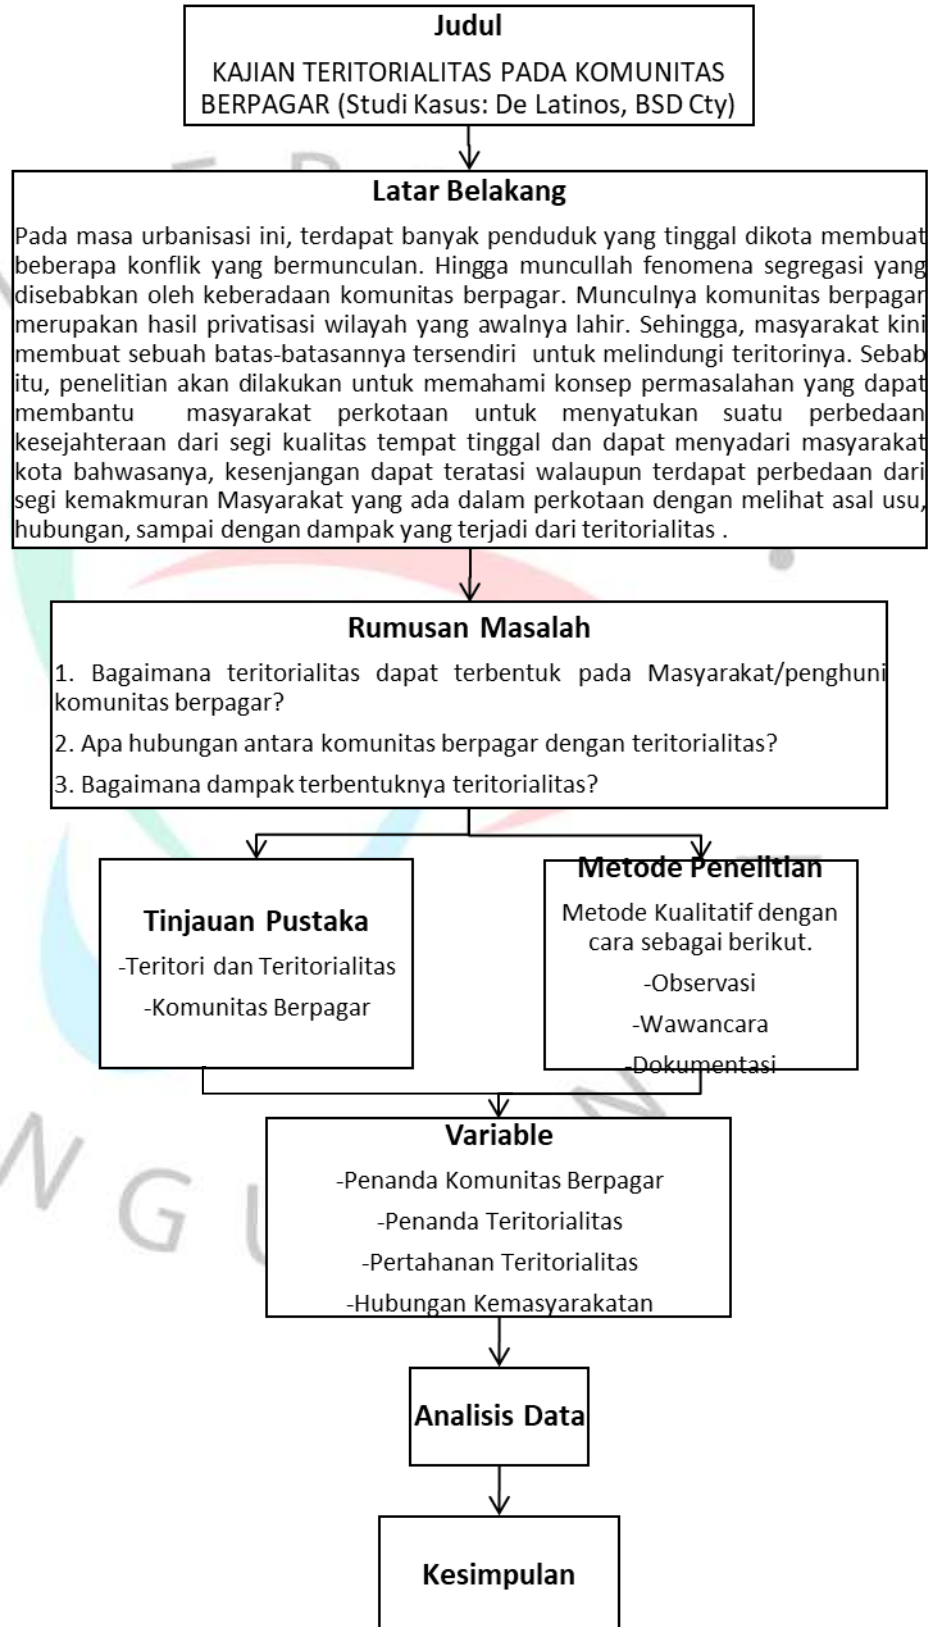 Judul
KAJIAN TERITORIALITAS PADA KOMUNITAS
BERPAGAR (Studi Kasus: De Latinos, BSD Cty)
Latar Belakang
Pada masa urbanisasi ini, terdapat banyak penduduk yang tinggal dikota membuat
beberapa konflik yang bermunculan. Hingga muncullah fenomena segregasi yang
disebabkan oleh keberadaan komunitas berpagar. Munculnya komunitas berpagar
merupakan hasil privatisasi wilayah yang awalnya lahir. Sehingga, masyarakat kini
membuat sebuah batas-batasannya tersendiri untuk melindungi teritorinya. Sebab
itu, penelitian akan dilakukan untuk memahami konsep permasalahan yang dapat
membantu masyarakat perkotaan untuk menyatukan suatu perbedaan
kesejahteraan dari segi kualitas tempat tinggal dan dapat menyadari masyarakat
kota bahwasanya, kesenjangan dapat teratasi walaupun terdapat perbedaan dari
segi kemakmuran Masyarakat yang ada dalam perkotaan dengan melihat asal usu,
hubungan, sampai dengan dampak yang terjadi dari teritorialitas .
Rumusan Masalah
1. Bagaimana teritorialitas dapat terbentuk pada Masyarakat/penghuni
komunitas berpagar?
2. Apa hubungan antara komunitas berpagar dengan teritorialitas?
3. Bagaimana dampak terbentuknya teritorialitas?
Tinjauan Pustaka
-Teritori dan Teritorialitas
-Komunitas Berpagar
Metode Penelitian
Metode Kualitatif dengan
cara sebagai berikut.
-Observasi
-Wawancara
-Dokumentasi
Variable
-Penanda Komunitas Berpagar
-Penanda Teritorialitas
-Pertahanan Teritorialitas
-Hubungan Kemasyarakatan
Analisis Data
Kesimpulan